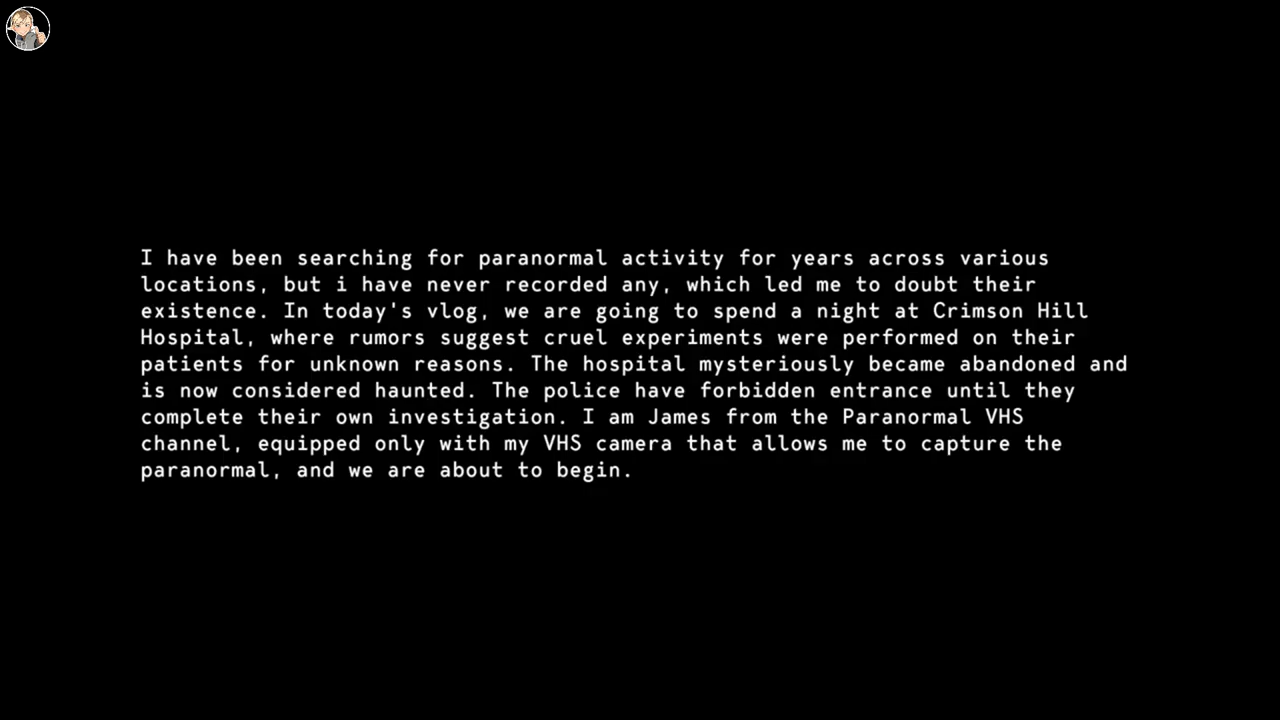 I have been searching for paranormal activity for years across various
locations, but i have never recorded any, which led me to doubt their
existence. In today's vlog, we are going to spend a night at Crimson Hill
Hospital, where rumors suggest cruel experiments were performed on their
patients for unknown reasons. The hospital mysteriously became abandoned and
is now considered haunted. The police have forbidden entrance until they
complete their own investigation. I am James from the Paranormal VHS
channel, equipped only with my VHS camera that allows me to capture the
paranormal, and we are about to begin.